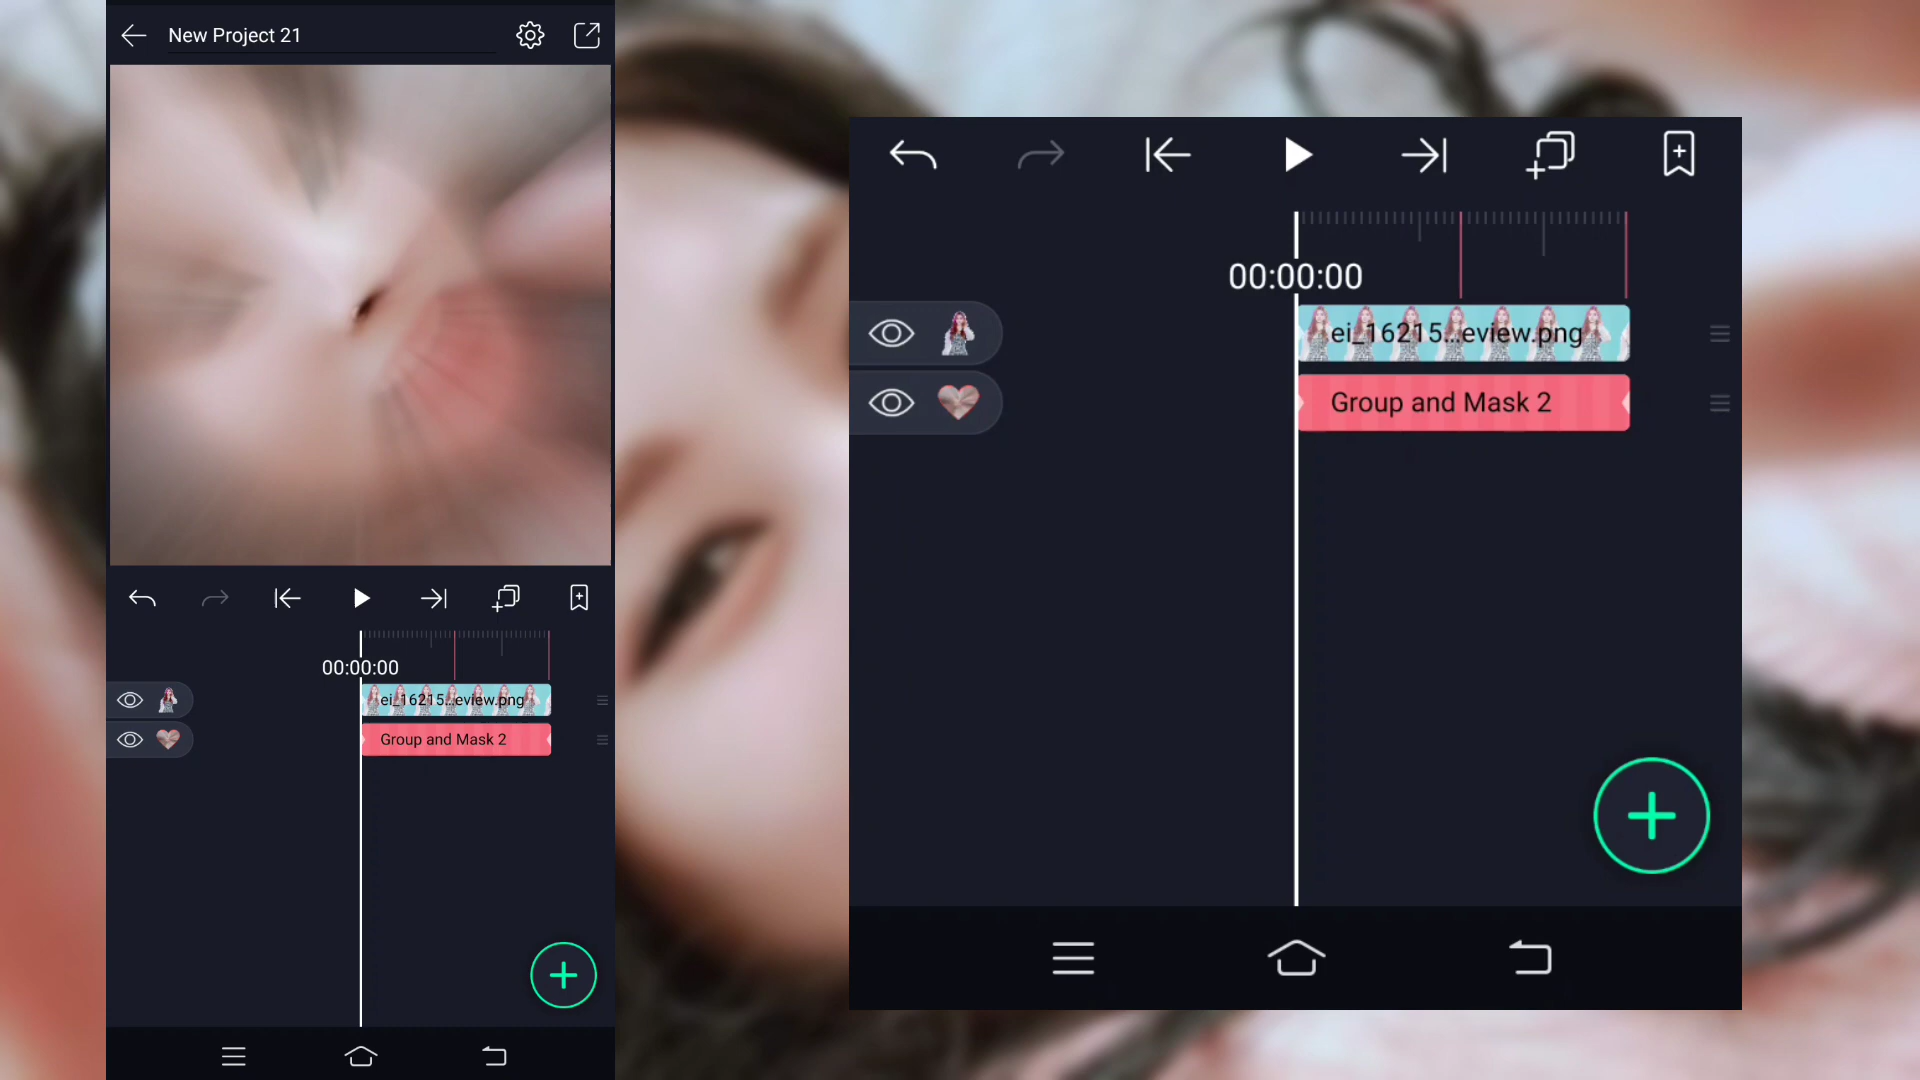 New Project 21
00:00:00
ei_16215...eview.png
Group and Mask 2
00:00:00
ei_16215...eview.png
Group and Mask 2